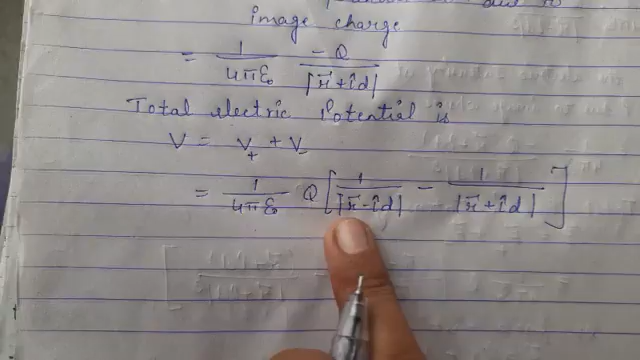 image charge
= 1/4πε₀ -Q/|r⃗+îd|
Total electric Potential is
V = V₊ + V₋
= 1/4πε₀ Q[1/|r⃗-îd| - 1/|r⃗+îd|]